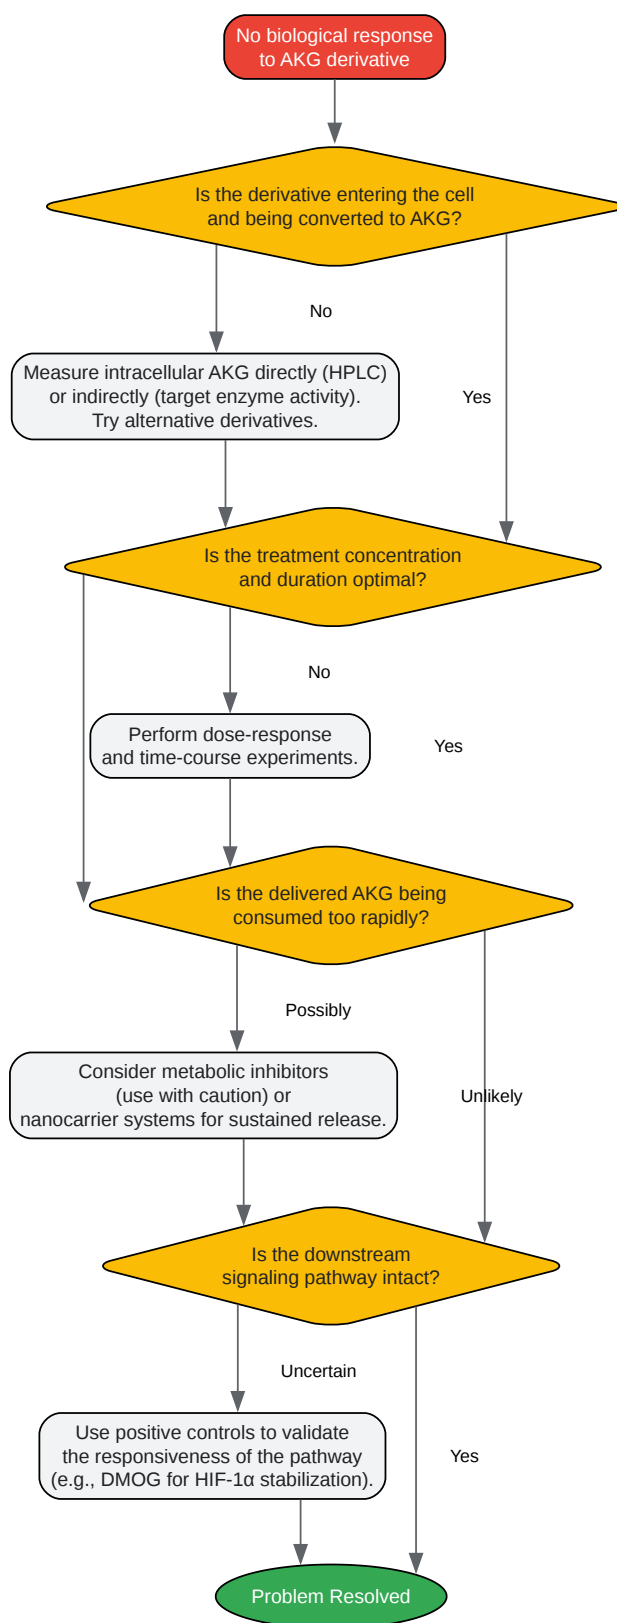 No biological response
to AKG derivative
Is the derivative entering the cell
and being converted to AKG?
No
Measure intracellular AKG directly (HPLC)
or indirectly (target enzyme activity).
Try alternative derivatives.
Yes
Is the treatment concentration
and duration optimal?
No
Perform dose-response
and time-course experiments.
Yes
Is the delivered AKG being
consumed too rapidly?
Possibly
Consider metabolic inhibitors
(use with caution) or
nanocarrier systems for sustained release.
Unlikely
Is the downstream
signaling pathway intact?
Uncertain
Use positive controls to validate
the responsiveness of the pathway
(e.g., DMOG for HIF-1α stabilization).
Yes
Problem Resolved